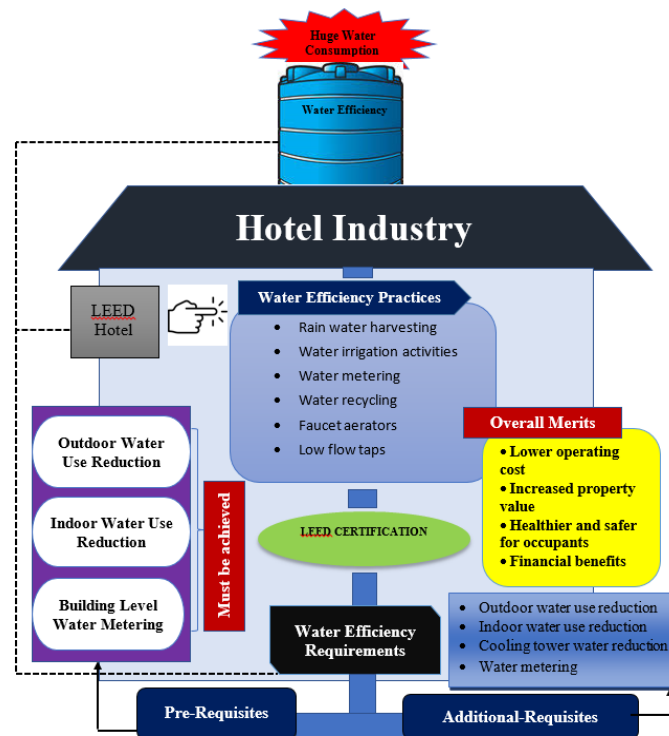 Huge Water
Consumption
Water Efficiency
Hotel Industry
LEED
Hotel
Water Efficiency Practices
• Rain water harvesting
• Water irrigation activities
• Water metering
• Water recycling
• Faucet aerators
• Low flow taps
Outdoor Water
Use Reduction
Indoor Water Use
Reduction
Building Level
Water Metering
Must be achieved
Overall Merits
• Lower operating
cost
• Increased property
value
• Healthier and safer
for occupants
• Financial benefits
LEED CERTIFICATION
Water Efficiency
Requirements
• Outdoor water use reduction
• Indoor water use reduction
• Cooling tower water reduction
• Water metering
Pre-Requisites
Additional-Requisites